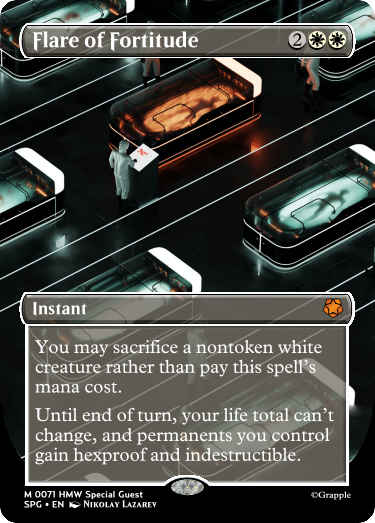 Flare of Fortitude 2
Instant
You may sacrifice a nontoken white
creature rather than pay this spell's
mana cost.
Until end of turn, your life total can't
change, and permanents you control
gain hexproof and indestructible.
M 0071 HMW Special Guest
SPG • EN Nikolay Lazarev
©Grapple